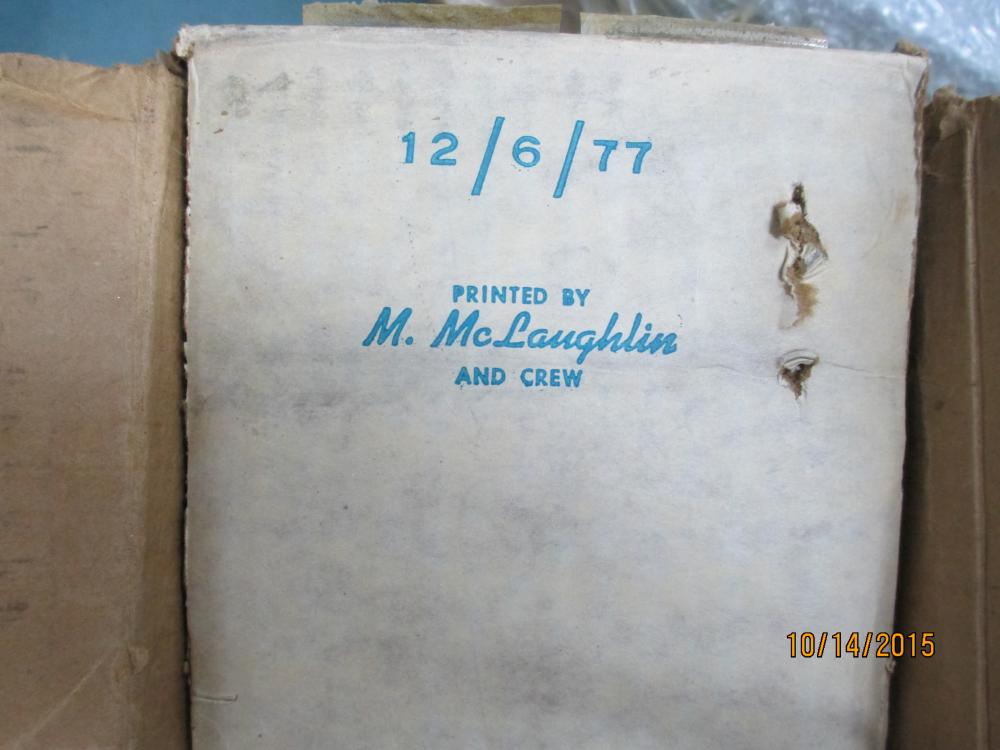 12/6/77
PRINTED BY
M. McLaughlin
AND CREW
10/14/2015